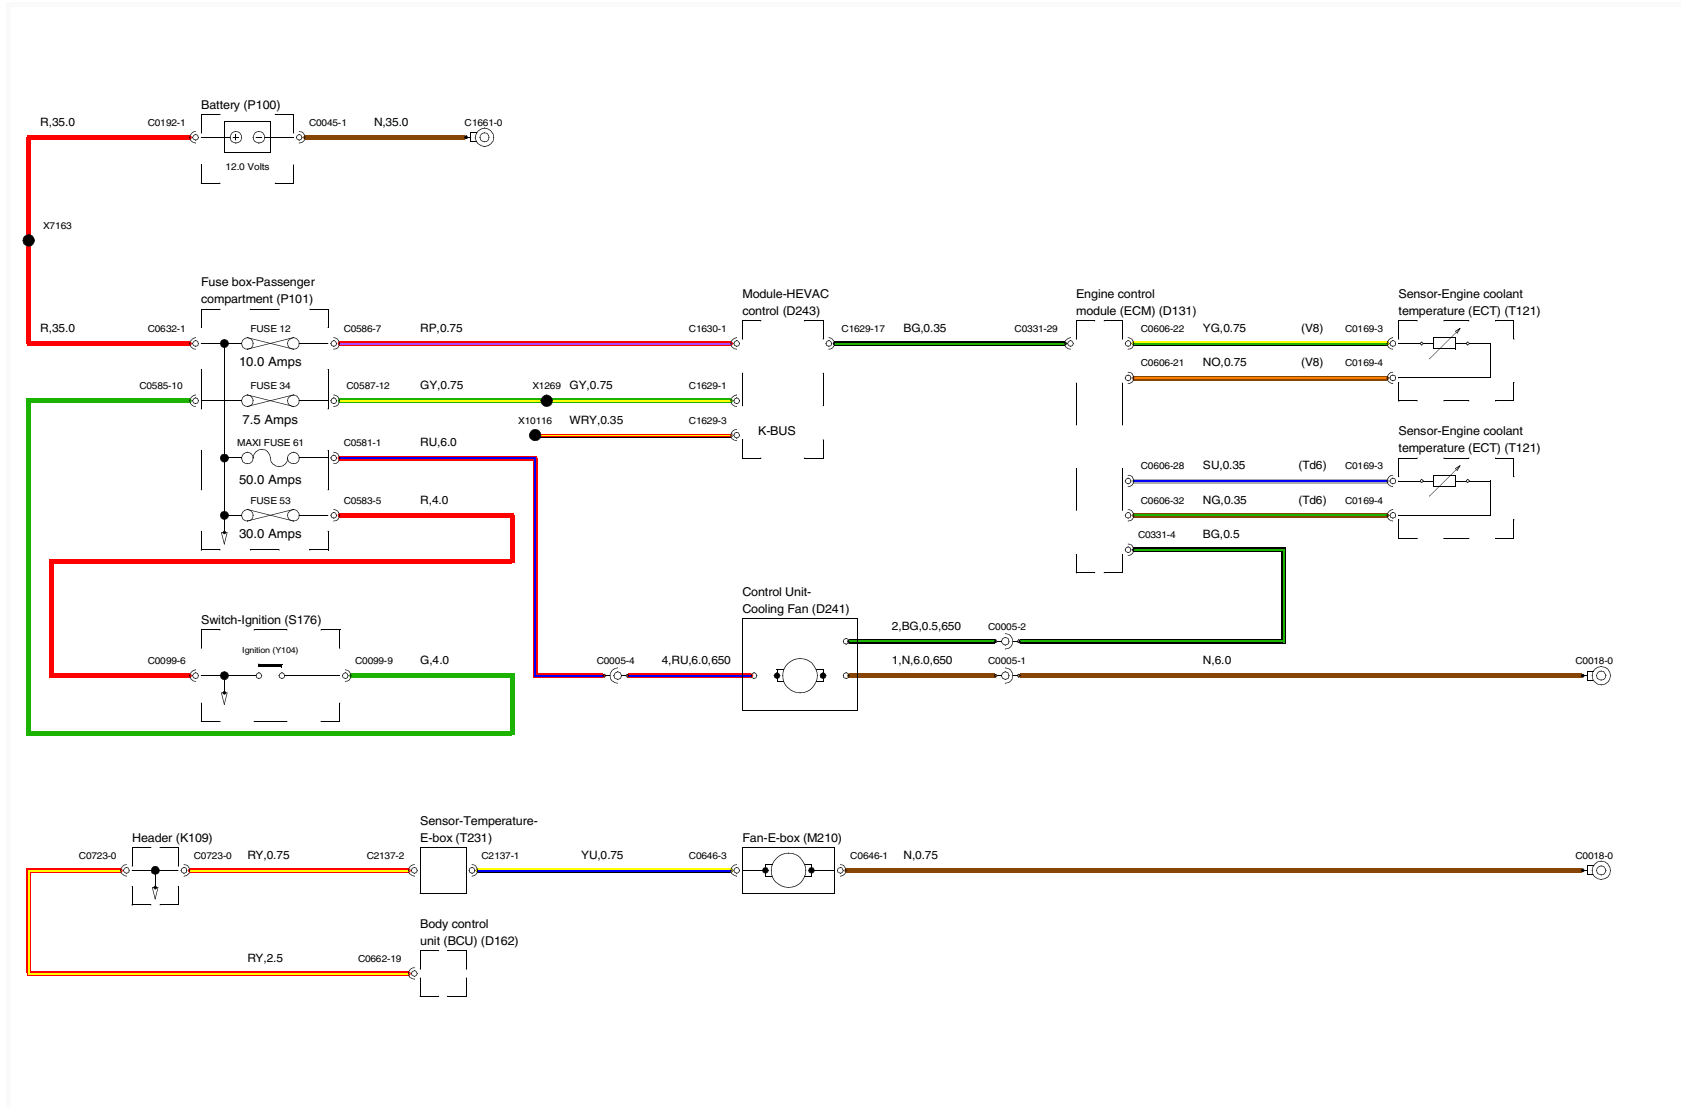 Battery (P100)
R,35.0
C0192-1
C0045-1
N,35.0
C1661-0
12.0 Volts
X7163
Fuse box-Passenger
compartment (P101)
Module-HEVAC
control (D243)
Engine control
module (ECM) (D131)
Sensor-Engine coolant
temperature (ECT) (T121)
R,35.0
C0632-1
FUSE 12
C0586-7
RP,0.75
C1630-1
C1629-17
BG,0.35
C0331-29
C0606-22
YG,0.75
(V8)
C0169-3
10.0 Amps
C0606-21
NO,0.75
(V8)
C0169-4
C0585-10
FUSE 34
C0587-12
GY,0.75
X1269
GY,0.75
C1629-1
7.5 Amps
X10116
WRY,0.35
C1629-3
K-BUS
Sensor-Engine coolant
temperature (ECT) (T121)
MAXI FUSE 61
C0581-1
RU,6.0
50.0 Amps
C0606-28
SU,0.35
(Td6)
C0169-3
FUSE 53
C0583-5
R,4.0
C0606-32
NG,0.35
(Td6)
C0169-4
30.0 Amps
C0331-4
BG,0.5
Control Unit-
Cooling Fan (D241)
Switch-Ignition (S176)
2,BG,0.5,650
C0005-2
Ignition (Y104)
C0099-6
C0099-9
G,4.0
C0005-4
4,RU,6.0,650
1,N,6.0,650
C0005-1
N,6.0
C0018-0
Sensor-Temperature-
E-box (T231)
Header (K109)
Fan-E-box (M210)
C0723-0
C0723-0
RY,0.75
C2137-2
C2137-1
YU,0.75
C0646-3
C0646-1
N,0.75
C0018-0
Body control
unit (BCU) (D162)
RY,2.5
C0662-19